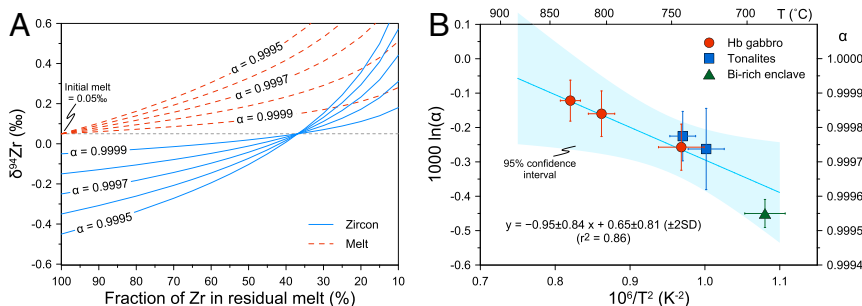 A
0.6
0.4
0.2
0.0
-0.2
-0.4
-0.6
δ94Zr (‰)
α = 0.9995
α = 0.9997
α = 0.9999
Initial melt
= 0.05‰
α = 0.9999
α = 0.9997
α = 0.9995
Zircon
Melt
100 90 80 70 60 50 40 30 20 10
Fraction of Zr in residual melt (%)
B
900 850 800 750 700 T (°C)
0.1
0.00
-0.1
-0.2
-0.3
-0.4
-0.5
-0.6
1000 ln(α)
Hb gabbro
Tonalites
Bi-rich enclave
α
1.0000
0.9999
0.9998
0.9997
0.9996
0.9995
0.9994
95% confidence
interval
y = −0.95±0.84 x + 0.65±0.81 (±2SD)
(r2 = 0.86)
0.7 0.8 0.9 1.0 1.1
10^6/T^2 (K^-2)